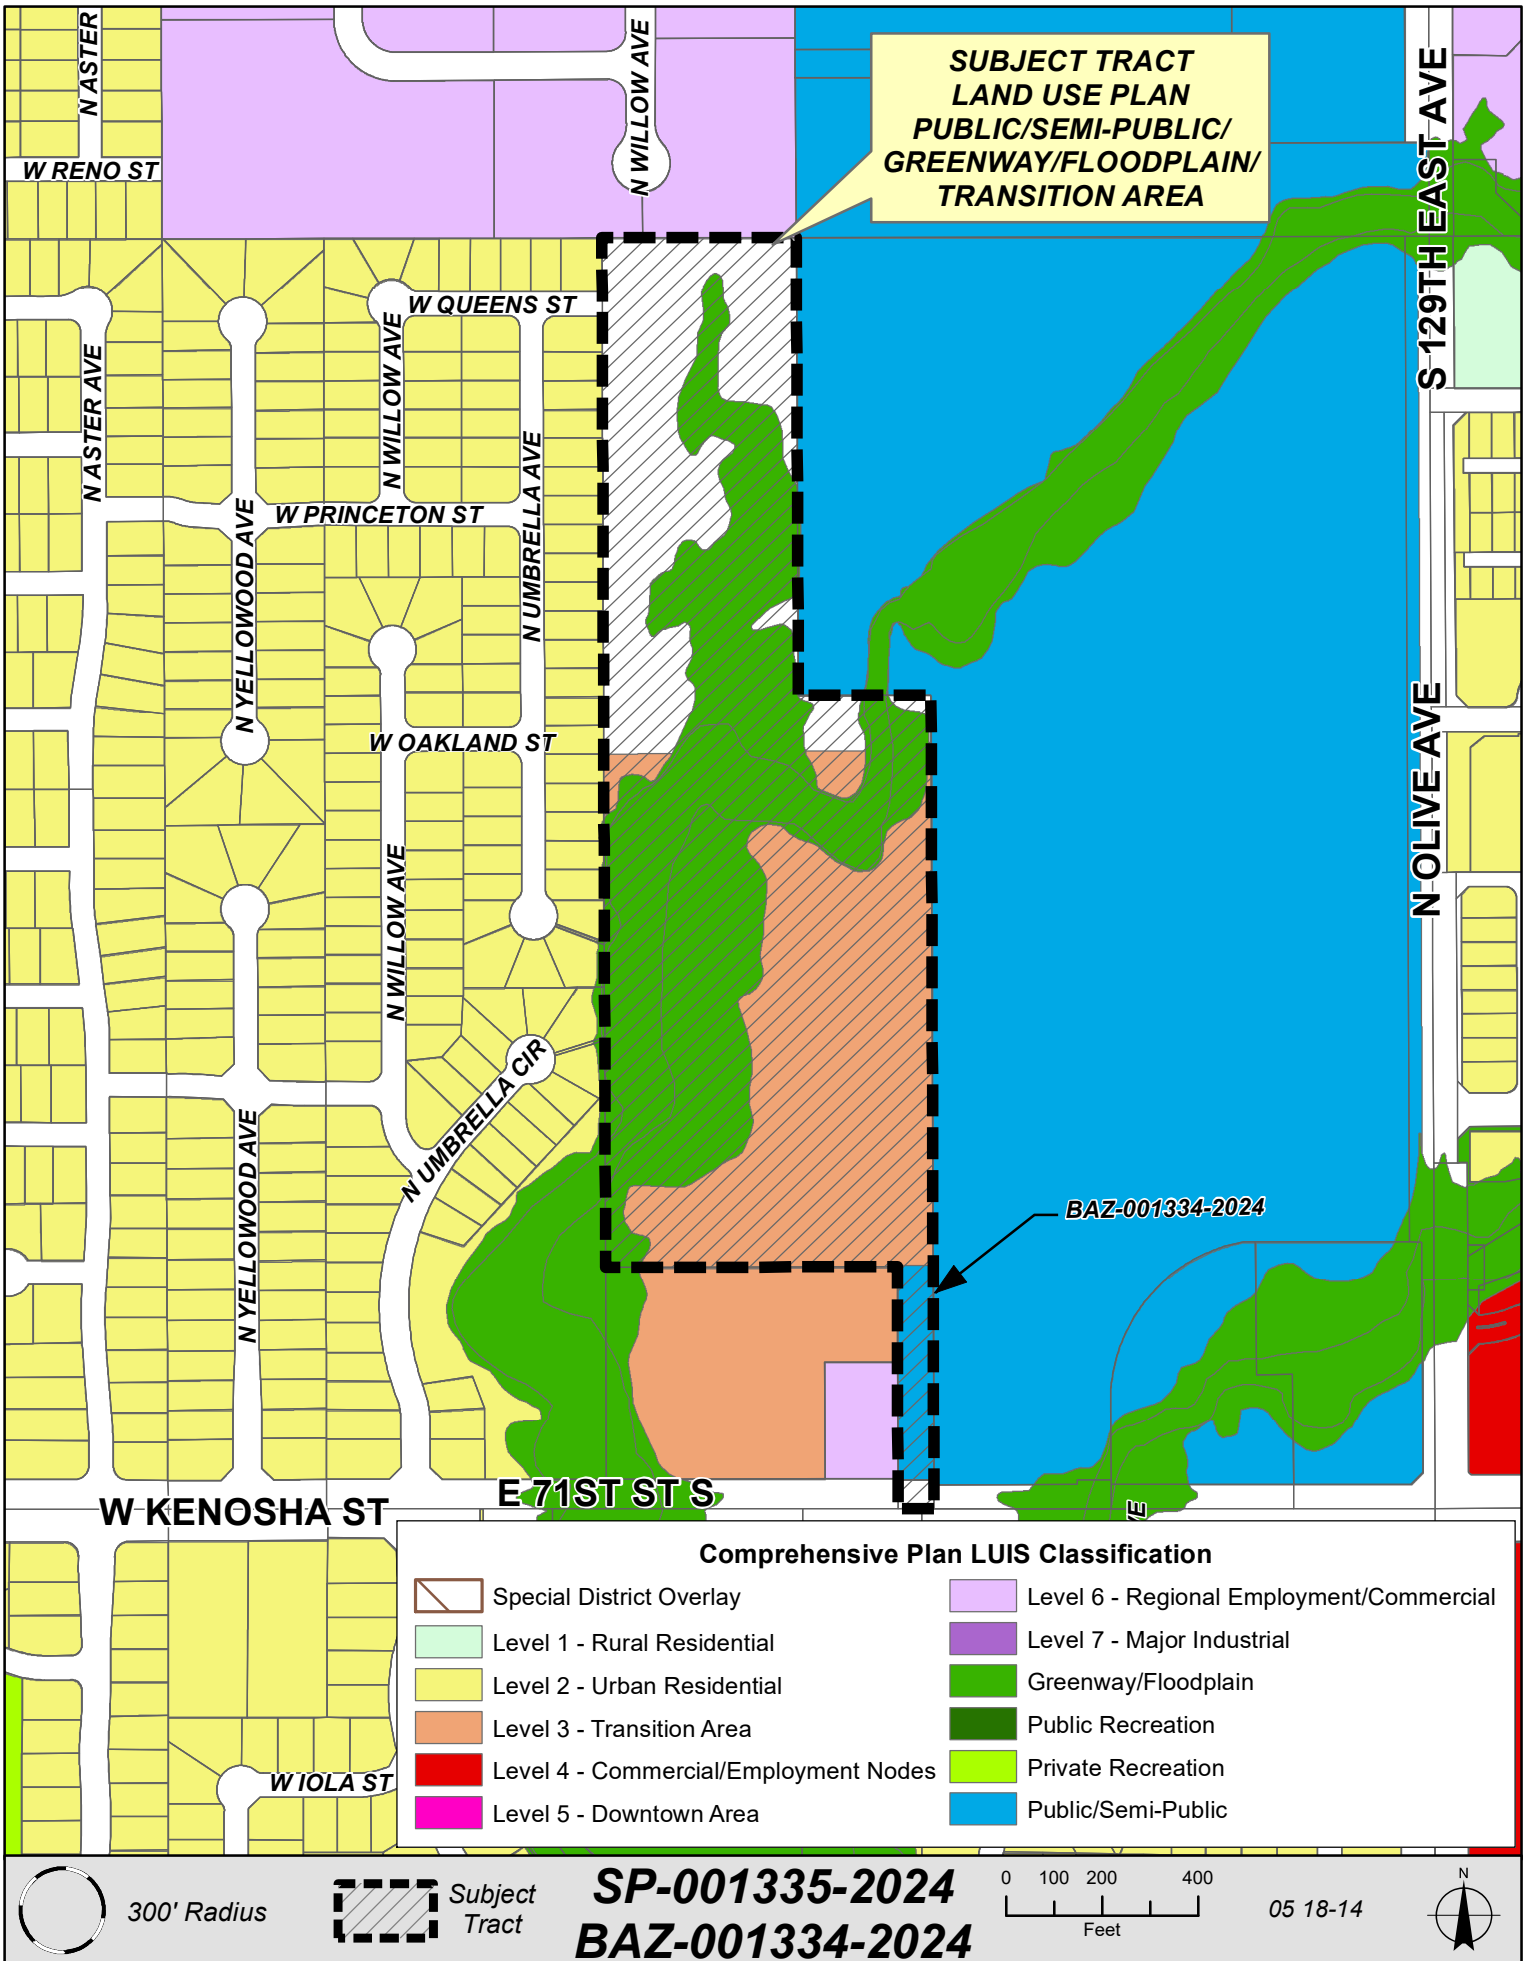 N ASTER
N WILLOW AVE
W RENO ST
SUBJECT TRACT
LAND USE PLAN
PUBLIC/SEMI-PUBLIC/
GREENWAY/FLOODPLAIN/
TRANSITION AREA
S 129TH EAST AVE
W QUEENS ST
N WILLOW AVE
N ASTER AVE
N UMBRELLA AVE
W PRINCETON ST
N YELLOWOOD AVE
W OAKLAND ST
N OLIVE AVE
N WILLOW AVE
N UMBRELLA CIR
N YELLOWOOD AVE
BAZ-001334-2024
E 71ST ST S
W KENOSHA ST
VE
W IOLA ST
Comprehensive Plan LUIS Classification
Special District Overlay
Level 1 - Rural Residential
Level 2 - Urban Residential
Level 3 - Transition Area
Level 4 - Commercial/Employment Nodes
Level 5 - Downtown Area
Level 6 - Regional Employment/Commercial
Level 7 - Major Industrial
Greenway/Floodplain
Public Recreation
Private Recreation
Public/Semi-Public
300' Radius
Subject
Tract
SP-001335-2024
BAZ-001334-2024
0 100 200 400
Feet
05 18-14
N